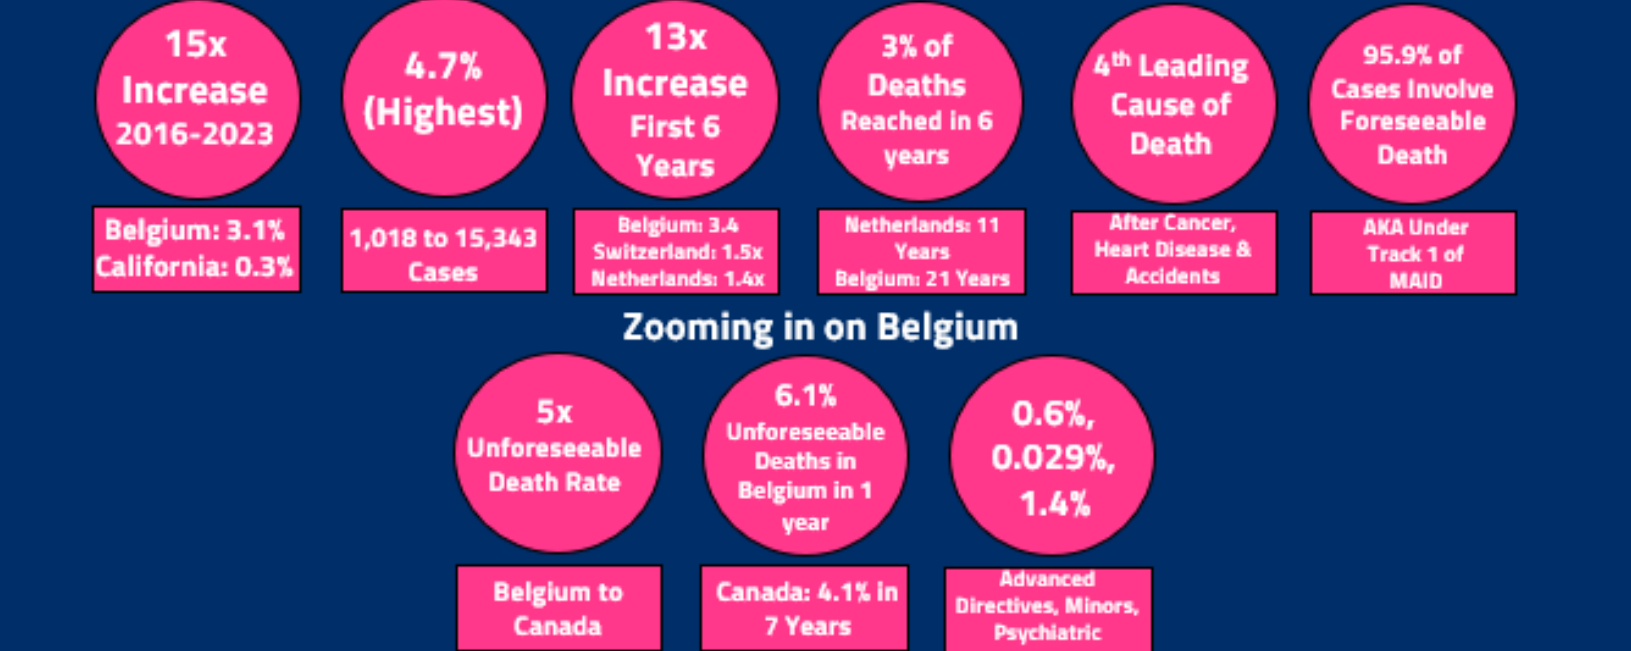 15x
Increase
2016-2023
4.7%
(Highest)
13x
Increase
First 6
Years
3% of
Deaths
Reached in 6
years
4th Leading
Cause of
Death
95.9% of
Cases Involve
Foreseeable
Death
Belgium: 3.1%
California: 0.3%
1,018 to 15,343
Cases
Belgium: 3.4
Switzerland: 1.5x
Netherlands: 1.4x
Netherlands: 11
Years
Belgium: 21 Years
After Cancer,
Heart Disease &
Accidents
AKA Under
Track 1 of
MAID
Zooming in on Belgium
5x
Unforeseeable
Death Rate
6.1%
Unforeseeable
Deaths in
Belgium in 1
year
0.6%,
0.029%,
1.4%
Belgium to
Canada
Canada: 4.1% in
7 Years
Advanced
Directives, Minors,
Psychiatric